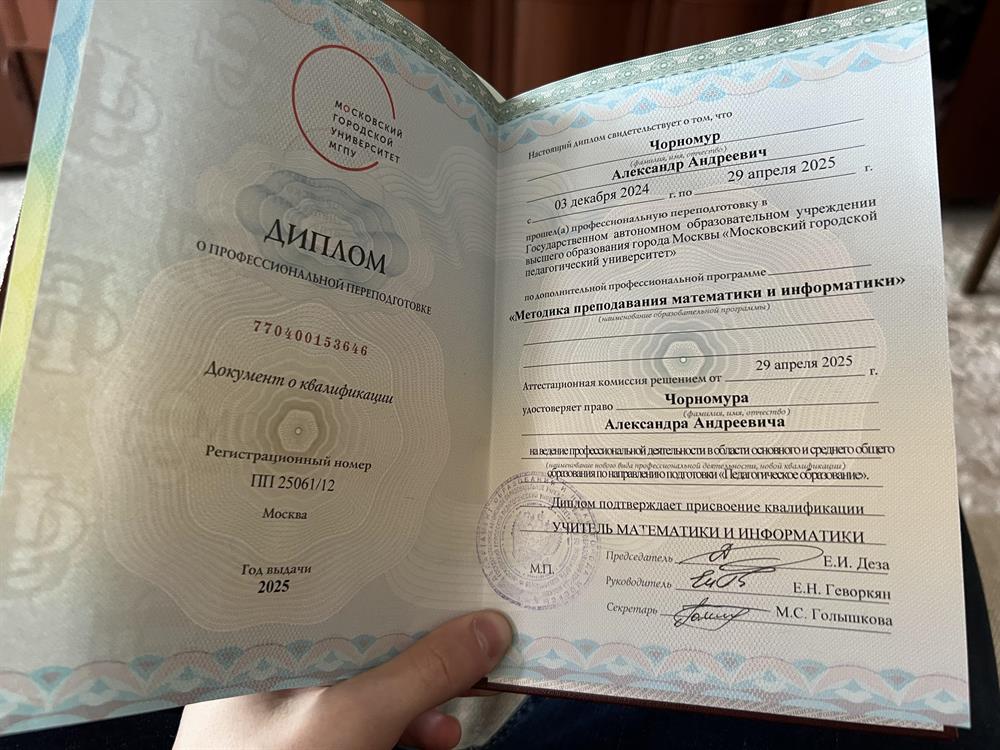 МОСКОВСКИЙ
ГОРОДСКОЙ
УНИВЕРСИТЕТ
МГПУ
ДИПЛОМ
О ПРОФЕССИОНАЛЬНОЙ ПЕРЕПОДГОТОВКЕ
770400153646
Документ о квалификации
Регистрационный номер
ПП 25061/12
Москва
Год выдачи
2025
Настоящий диплом свидетельствует о том, что
Чорномур
(фамилия, имя, отчество)
Александр Андреевич
с 03 декабря 2024 г. по 29 апреля 2025 г.
прошел(а) профессиональную переподготовку в
Государственном автономном образовательном учреждении
высшего образования города Москвы «Московский городской
педагогический университет»
по дополнительной профессиональной программе
«Методика преподавания математики и информатики»
(наименование образовательной программы)
Аттестационная комиссия решением от 29 апреля 2025 г.
удостоверяет право Чорномура
(фамилия, имя, отчество)
Александра Андреевича
на ведение профессиональной деятельности в области основного и среднего общего
(наименование нового вида профессиональной деятельности, новой квалификации)
образования по направлению подготовки «Педагогическое образование».
Диплом подтверждает присвоение квалификации
УЧИТЕЛЬ МАТЕМАТИКИ И ИНФОРМАТИКИ
Председатель Е.И. Деза
М.П.
Руководитель Е.Н. Геворкян
Секретарь М.С. Голышкова